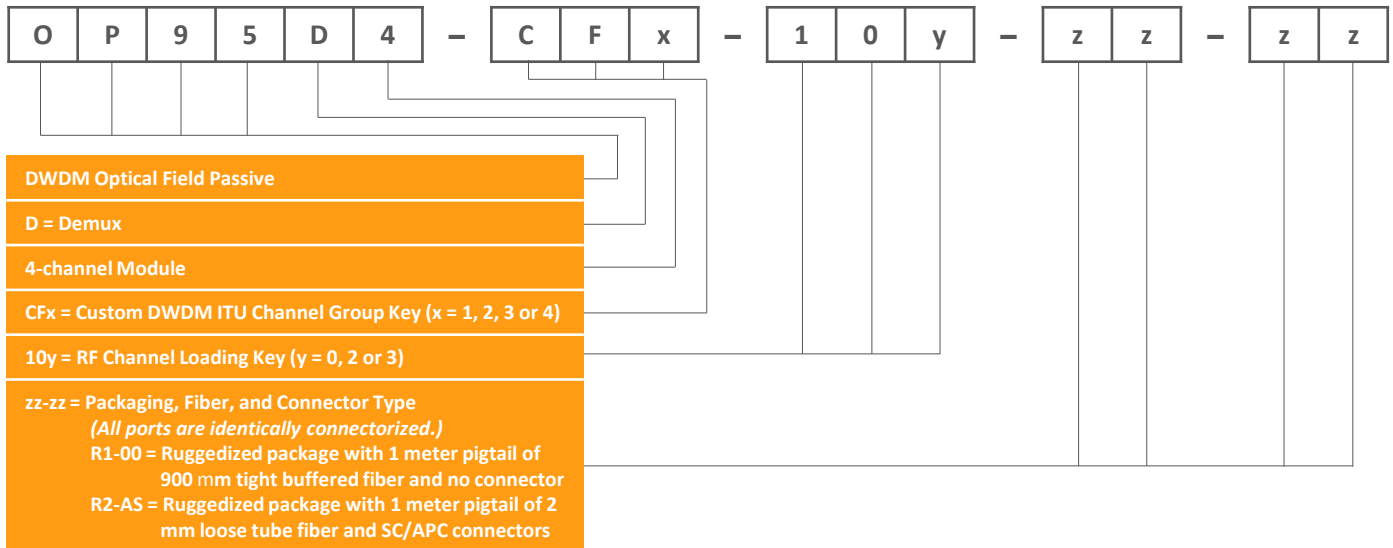 O P 9 5 D 4 – C F x – 1 0 y – z z – z z
DWDM Optical Field Passive
D = Demux
4-channel Module
CFx = Custom DWDM ITU Channel Group Key (x = 1, 2, 3 or 4)
10y = RF Channel Loading Key (y = 0, 2 or 3)
zz-zz = Packaging, Fiber, and Connector Type
(All ports are identically connectorized.)
R1-00 = Ruggedized package with 1 meter pigtail of
900 mm tight buffered fiber and no connector
R2-AS = Ruggedized package with 1 meter pigtail of 2
mm loose tube fiber and SC/APC connectors